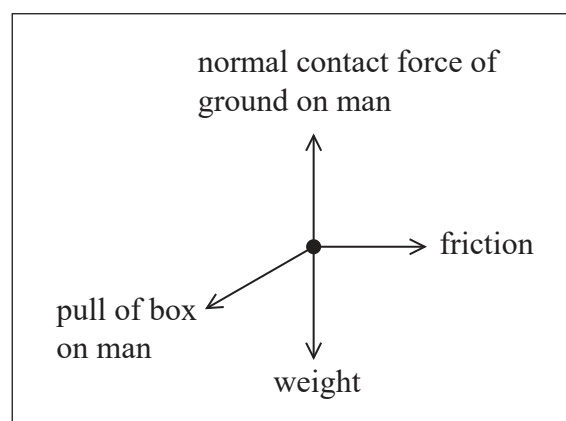 normal contact force of
ground on man
friction
pull of box
on man
weight